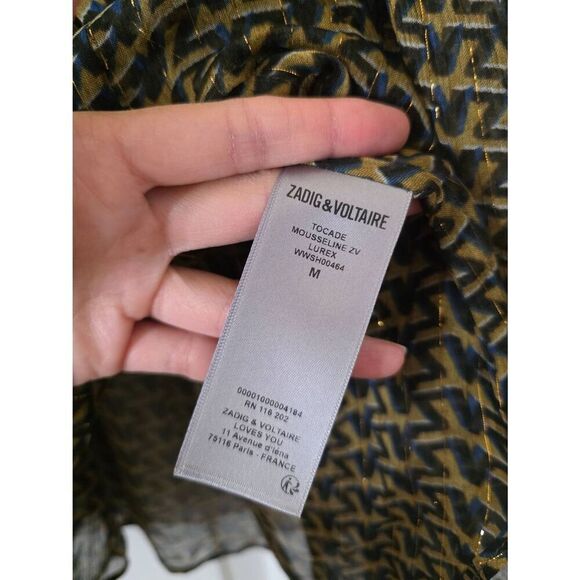 ZADIG&VOLTAIRE
TOCADE
MOUSSELINE ZV
LUREX
WWSH00464
M
00001000004184
RN 116 202
ZADIG & VOLTAIRE
LOVES YOU
11 Avenue d'iéna
75116 Paris - FRANCE